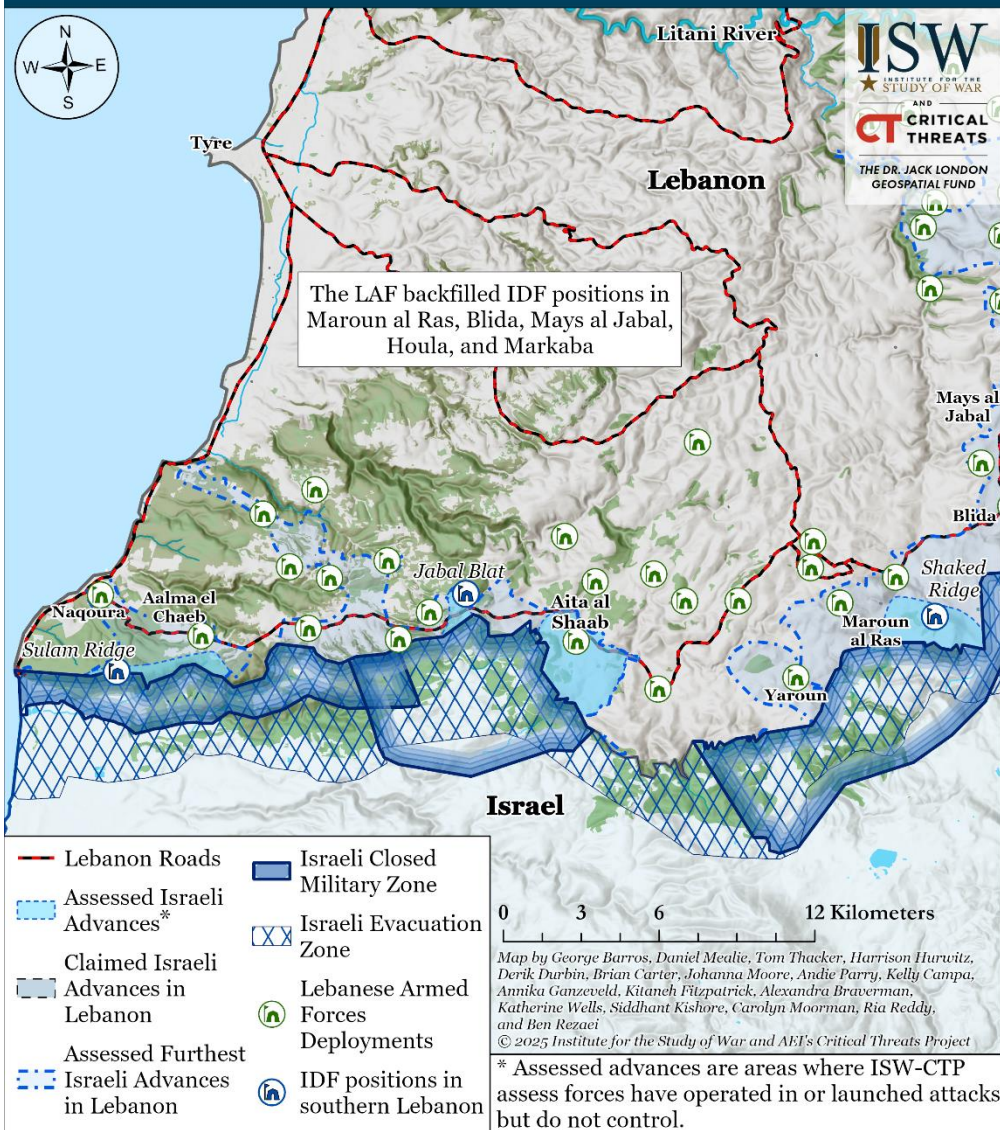 N
W
E
S
Litani River
ISW
INSTITUTE FOR THE
STUDY OF WAR
AND
CT CRITICAL
THREATS
THE DR. JACK LONDON
GEOSPATIAL FUND
Tyre
Lebanon
The LAF backfilled IDF positions in
Maroun al Ras, Blida, Mays al Jabal,
Houla, and Markaba
Mays al
Jabal
Blida
Jabal Blat
Shaked
Ridge
Naqoura
Aalma el
Chaeb
Aita al
Shaab
Maroun
al Ras
Sulam Ridge
Yaroun
Israel
Lebanon Roads
Assessed Israeli
Advances*
Claimed Israeli
Advances in
Lebanon
Assessed Furthest
Israeli Advances
in Lebanon
Israeli Closed
Military Zone
Israeli Evacuation
Zone
Lebanese Armed
Forces
Deployments
IDF positions in
southern Lebanon
0 3 6 12 Kilometers
Map by George Barros, Daniel Mealie, Tom Thacker, Harrison Hurwitz,
Derik Durbin, Brian Carter, Johanna Moore, Andie Parry, Kelly Campa,
Annika Ganzeveld, Kitaneh Fitzpatrick, Alexandra Braverman,
Katherine Wells, Siddhant Kishore, Carolyn Moorman, Ria Reddy,
and Ben Rezaei
© 2025 Institute for the Study of War and AEI's Critical Threats Project
* Assessed advances are areas where ISW-CTP
assess forces have operated in or launched attacks
but do not control.